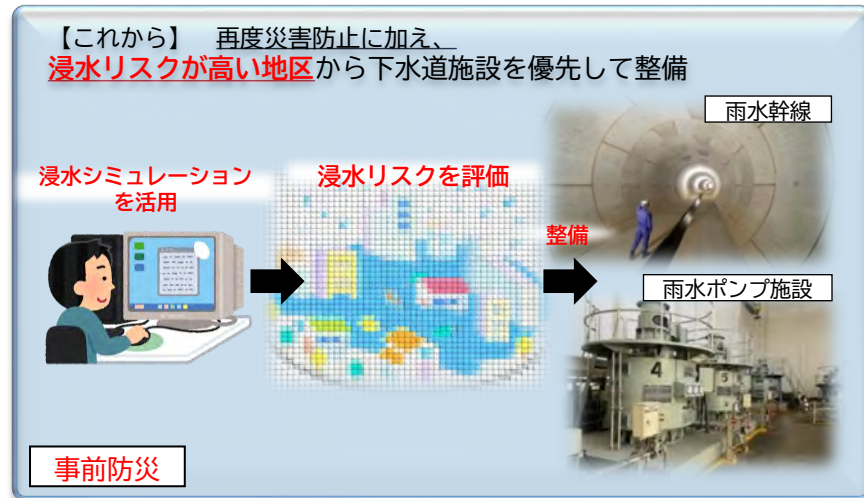 【これから】 再度災害防止に加え、
浸水リスクが高い地区から下水道施設を優先して整備
雨水幹線
浸水シミュレーション
を活用
浸水リスクを評価
整備
雨水ポンプ施設
4
5
事前防災